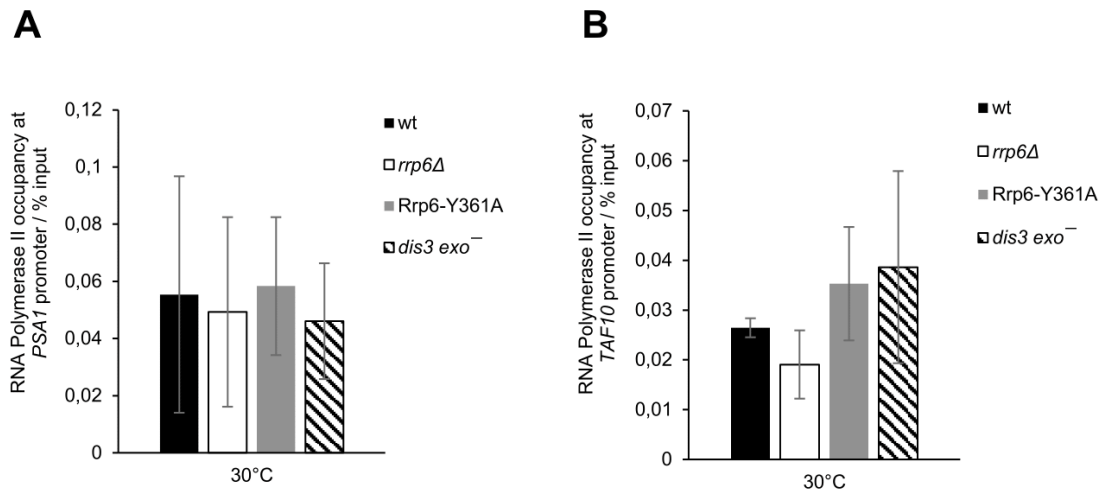 A
RNA Polymerase II occupancy at
PSA1 promoter / % input
0,12
0,1
0,08
0,06
0,04
0,02
0
30°C
wt
rrp6Δ
Rrp6-Y361A
dis3 exo⁻
B
RNA Polymerase II occupancy at
TAF10 promoter / % input
0,07
0,06
0,05
0,04
0,03
0,02
0,01
0
30°C
wt
rrp6Δ
Rrp6-Y361A
dis3 exo⁻